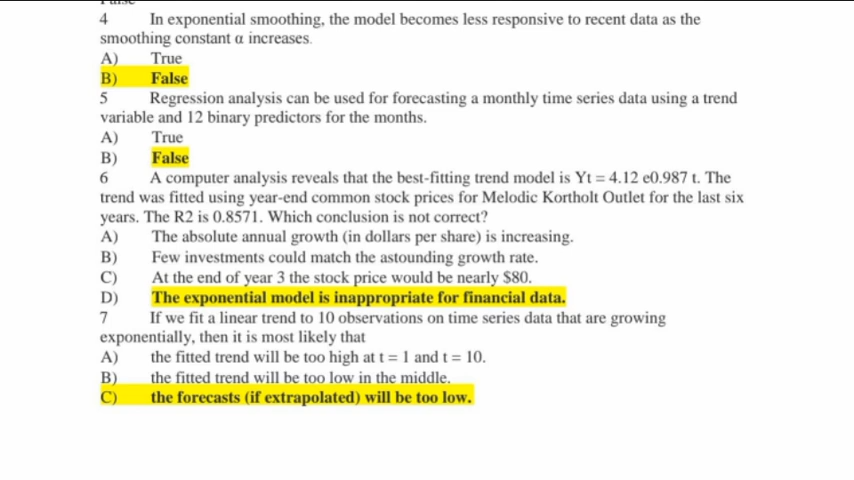 4 In exponential smoothing, the model becomes less responsive to recent data as the
smoothing constant α increases.
A) True
B) False
5 Regression analysis can be used for forecasting a monthly time series data using a trend
variable and 12 binary predictors for the months.
A) True
B) False
6 A computer analysis reveals that the best-fitting trend model is Yt = 4.12 e0.987 t. The
trend was fitted using year-end common stock prices for Melodic Kortholt Outlet for the last six
years. The R2 is 0.8571. Which conclusion is not correct?
A) The absolute annual growth (in dollars per share) is increasing.
B) Few investments could match the astounding growth rate.
C) At the end of year 3 the stock price would be nearly $80.
D) The exponential model is inappropriate for financial data.
7 If we fit a linear trend to 10 observations on time series data that are growing
exponentially, then it is most likely that
A) the fitted trend will be too high at t = 1 and t = 10.
B) the fitted trend will be too low in the middle.
C) the forecasts (if extrapolated) will be too low.